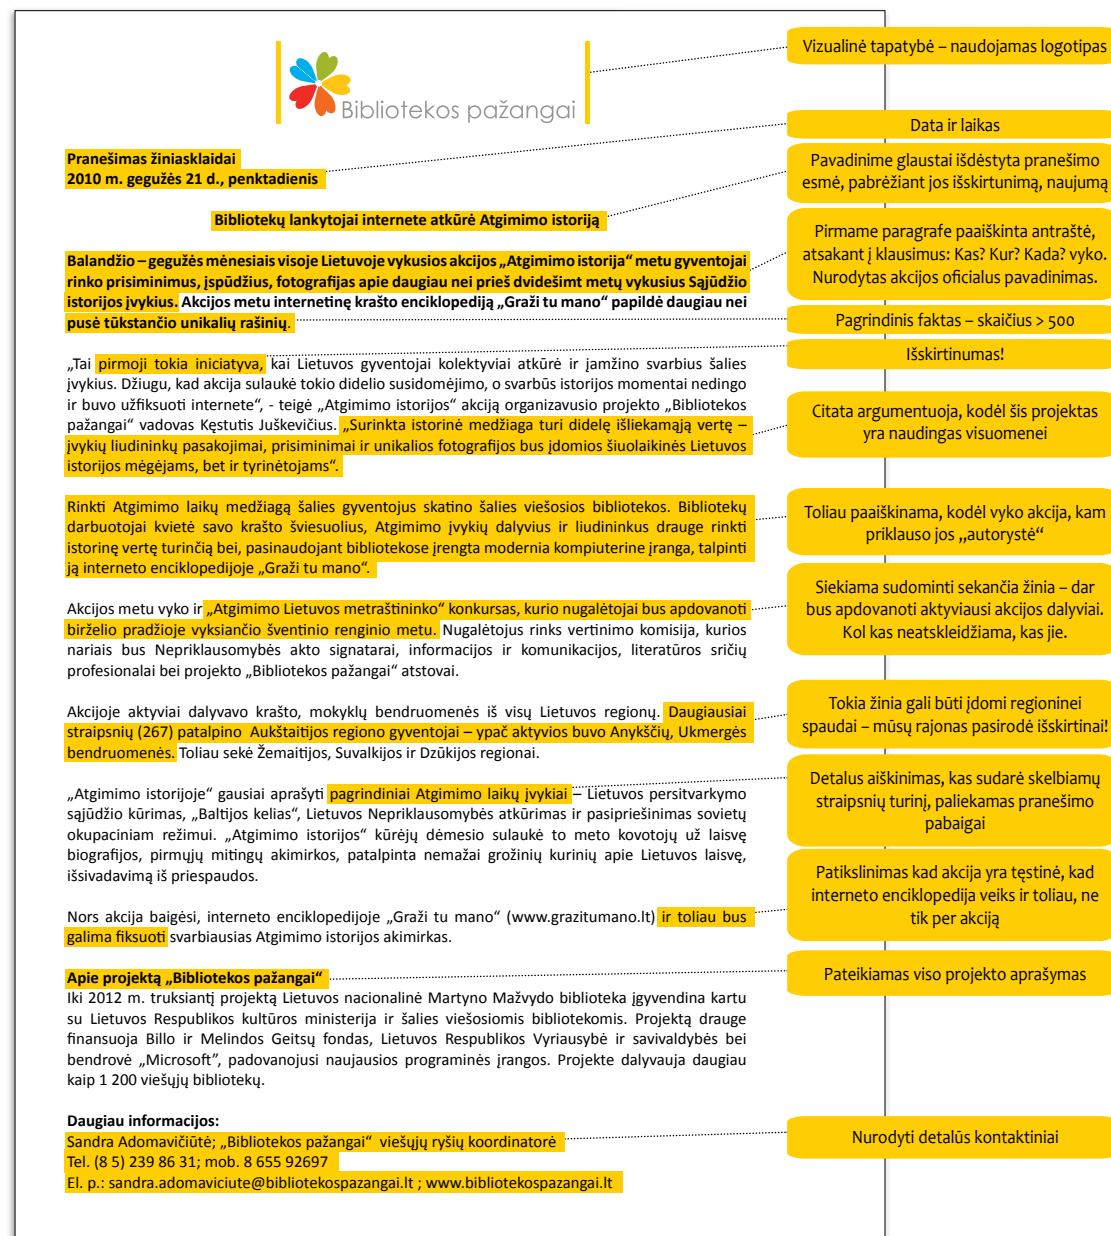 Bibliotekos pažangai
Vizualinė tapatybė – naudojamas logotipas
Data ir laikas
Pranešimas žiniasklaidai
2010 m. gegužės 21 d., penktadienis
Pavadinime glaustai išdėstyta pranešimo
esmė, pabrėžiant jos išskirtunimą, naujumą
Bibliotekų lankytojai internete atkūrė Atgimimo istoriją
Pirmame paragrafe paaiškinta antraštė,
atsakant į klausimus: Kas? Kur? Kada? vyko.
Nurodytas akcijos oficialus pavadinimas.
Balandžio – gegužės mėnesiais visoje Lietuvoje vykusios akcijos „Atgimimo istorija“ metu gyventojai
rinko prisiminimus, įspūdžius, fotografijas apie daugiau nei prieš dvidešimt metų vykusius Sąjūdžio
istorijos įvykius. Akcijos metu internetinę krašto enciklopediją „Graži tu mano“ papildė daugiau nei
pusė tūkstančio unikalių rašinių.
Pagrindinis faktas – skaičius > 500
Išskirtinumas!
„Tai pirmoji tokia iniciatyva, kai Lietuvos gyventojai kolektyviai atkūrė ir įamžino svarbius šalies
įvykius. Džiugu, kad akcija sulaukė tokio didelio susidomėjimo, o svarbūs istorijos momentai nedingo
ir buvo užfiksuoti internete“, - teigė „Atgimimo istorijos“ akciją organizavusio projekto „Bibliotekos
pažangai“ vadovas Kęstutis Juškevičius. „Surinkta istorinė medžiaga turi didelę išliekamąją vertę –
įvykių liudininkų pasakojimai, prisiminimai ir unikalios fotografijos bus įdomios šiuolaikinės Lietuvos
istorijos mėgėjams, bet ir tyrinėtojams“.
Citata argumentuoja, kodėl šis projektas
yra naudingas visuomenei
Rinkti Atgimimo laikų medžiagą šalies gyventojus skatino šalies viešosios bibliotekos. Bibliotekų
darbuotojai kvietė savo krašto šviesuolius, Atgimimo įvykių dalyvius ir liudininkus drauge rinkti
istorinę vertę turinčią bei, pasinaudojant bibliotekose įrengta modernia kompiuterine įranga, talpinti
ją interneto enciklopedijoje „Graži tu mano“.
Toliau paaiškinama, kodėl vyko akcija, kam
priklauso jos „autorystė“
Akcijos metu vyko ir „Atgimimo Lietuvos metraštininko“ konkursas, kurio nugalėtojai bus apdovanoti
birželio pradžioje vyksiančio šventinio renginio metu. Nugalėtojus rinks vertinimo komisija, kurios
nariais bus Nepriklausomybės akto signatarai, informacijos ir komunikacijos, literatūros sričių
profesionalai bei projekto „Bibliotekos pažangai“ atstovai.
Siekiama sudominti sekančia žinia – dar
bus apdovanoti aktyviausi akcijos dalyviai.
Kol kas neatskleidžiama, kas jie.
Akcijoje aktyviai dalyvavo krašto, mokyklų bendruomenės iš visų Lietuvos regionų. Daugiausiai
straipsnių (267) patalpino Aukštaitijos regiono gyventojai – ypač aktyvios buvo Anykščių, Ukmergės
bendruomenės. Toliau sekė Žemaitijos, Suvalkijos ir Dzūkijos regionai.
Tokia žinia gali būti įdomi regioninei
spaudai – mūsų rajonas pasirodė išskirtinai!
„Atgimimo istorijoje“ gausiai aprašyti pagrindiniai Atgimimo laikų įvykiai – Lietuvos persitvarkymo
sąjūdžio kūrimas, „Baltijos kelias“, Lietuvos Nepriklausomybės atkūrimas ir pasipriešinimas sovietų
okupaciniam režimui. „Atgimimo istorijos“ kūrėjų dėmesio sulaukė to meto kovotojų už laisvę
biografijos, pirmųjų mitingų akimirkos, patalpinta nemažai grožinių kurinių apie Lietuvos laisvę,
išsivadavimą iš priespaudos.
Detalus aiškinimas, kas sudarė skelbiamų
straipsnių turinį, paliekamas pranešimo
pabaigai
Patikslinimas kad akcija yra tęstinė, kad
interneto enciklopedija veiks ir toliau, ne
tik per akciją
Nors akcija baigėsi, interneto enciklopedijoje „Graži tu mano“ (www.grazitumano.lt) ir toliau bus
galima fiksuoti svarbiausias Atgimimo istorijos akimirkas.
Apie projektą „Bibliotekos pažangai“
Pateikiamas viso projekto aprašymas
Iki 2012 m. truksiantį projektą Lietuvos nacionalinė Martyno Mažvydo biblioteka įgyvendina kartu
su Lietuvos Respublikos kultūros ministerija ir šalies viešosiomis bibliotekomis. Projektą drauge
finansuoja Billo ir Melindos Geitsų fondas, Lietuvos Respublikos Vyriausybė ir savivaldybės bei
bendrovė „Microsoft“, padovanojusi naujausios programinės įrangos. Projekte dalyvauja daugiau
kaip 1 200 viešųjų bibliotekų.
Daugiau informacijos:
Sandra Adomavičiūtė; „Bibliotekos pažangai“ viešųjų ryšių koordinatorė
Tel. (8 5) 239 86 31; mob. 8 655 92697
El. p.: sandra.adomaviciute@bibliotekospazangai.lt ; www.bibliotekospazangai.lt
Nurodyti detalūs kontaktiniai